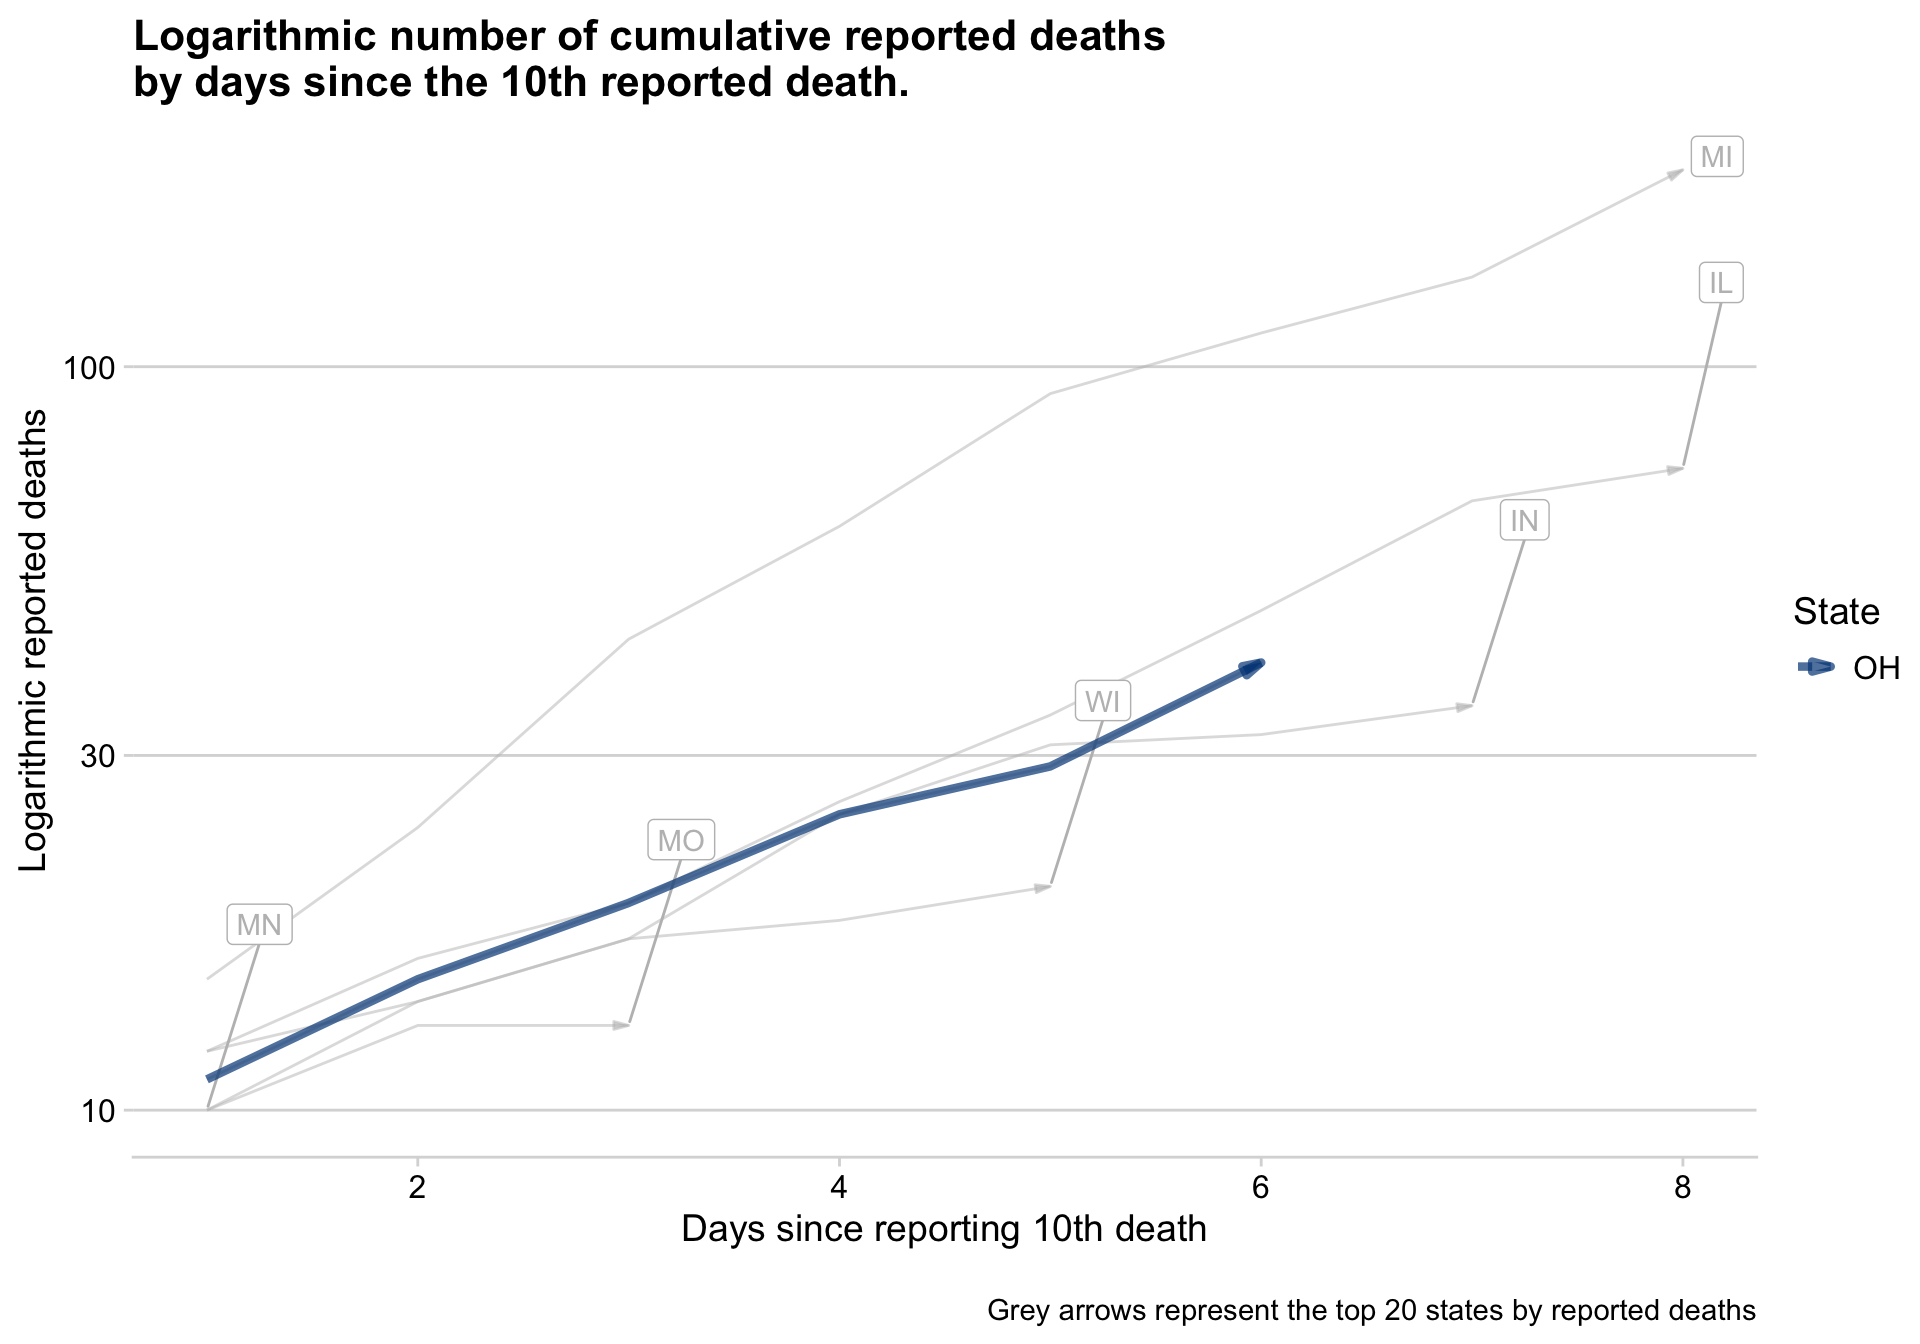 Logarithmic number of cumulative reported deaths
by days since the 10th reported death.
MI
IL
100
IN
WI
30
MO
MN
10
Logarithmic reported deaths
State
OH
2 4 6 8
Days since reporting 10th death
Grey arrows represent the top 20 states by reported deaths